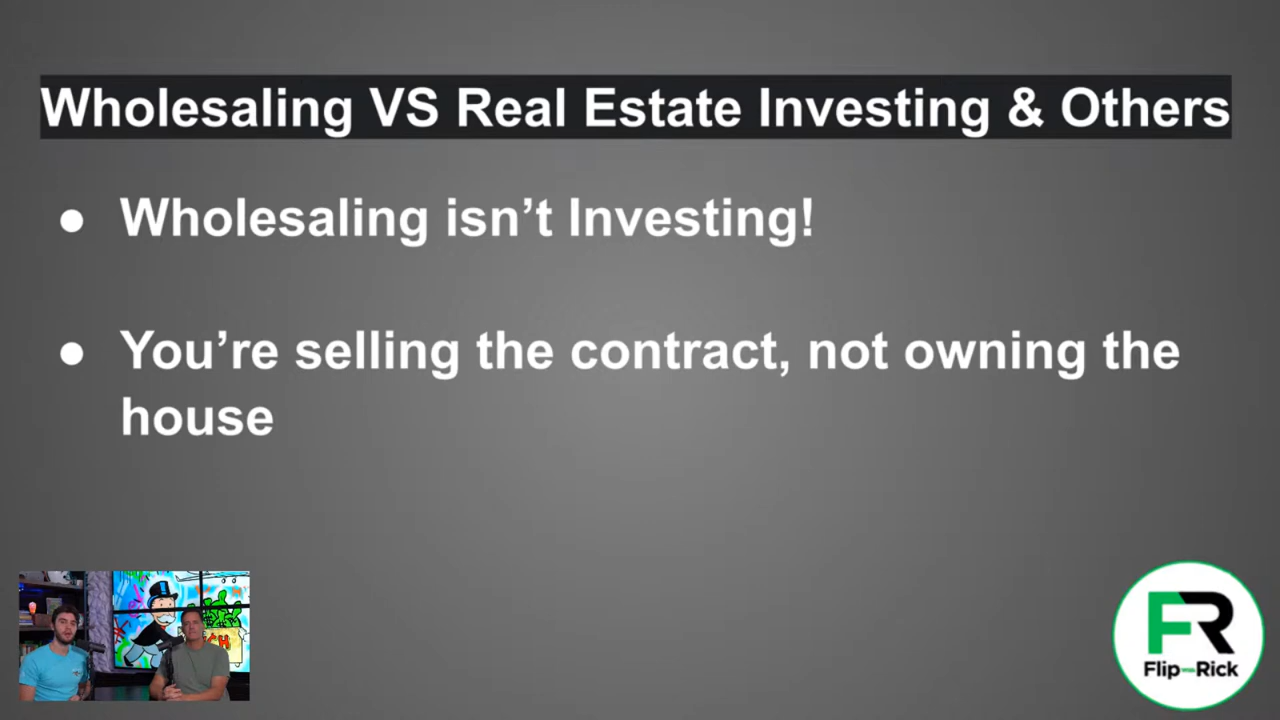 Wholesaling VS Real Estate Investing & Others
● Wholesaling isn’t Investing!
● You’re selling the contract, not owning the
house
FR
Flip Rick